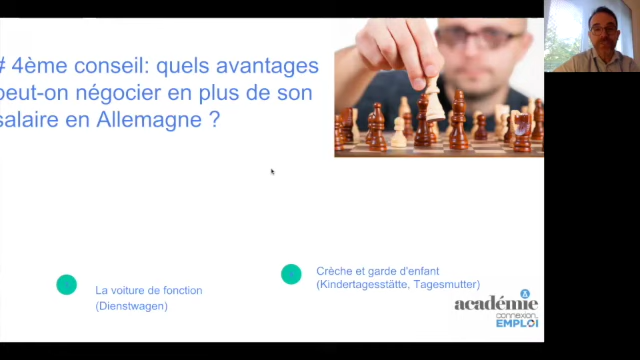 # 4ème conseil: quels avantages
peut-on négocier en plus de son
salaire en Allemagne ?
La voiture de fonction
(Dienstwagen)
Crèche et garde d'enfant
(Kindertagesstätte, Tagesmutter)
académie
connexion
EMPLOI